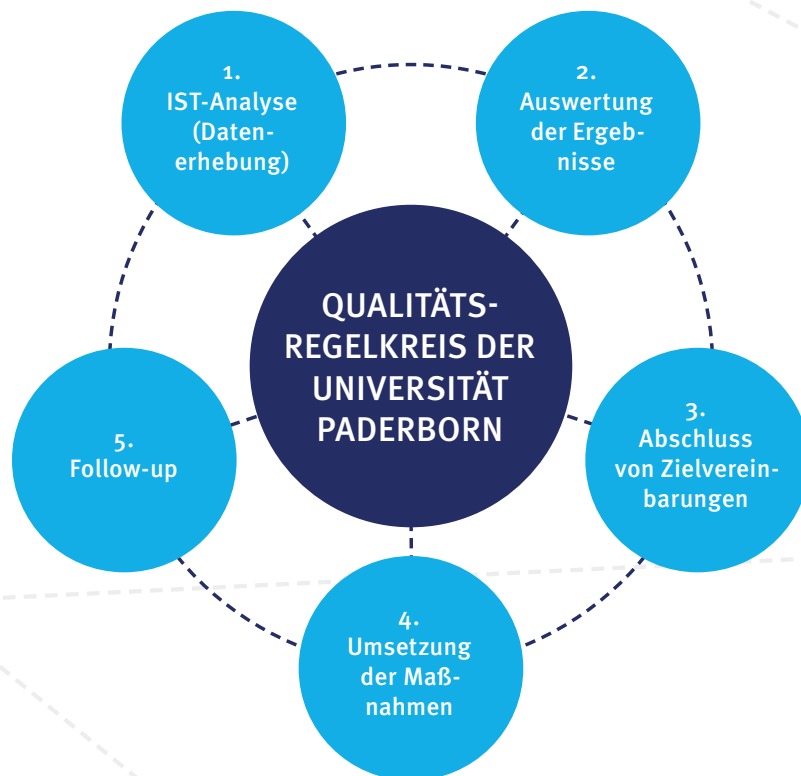 1.
IST-Analyse
(Daten-
erhebung)
2.
Auswertung
der Ergeb-
nisse
QUALITÄTS-
REGELKREIS DER
UNIVERSITÄT
PADERBORN
3.
Abschluss
von Zielverein-
barungen
4.
Umsetzung
der Maß-
nahmen
5.
Follow-up